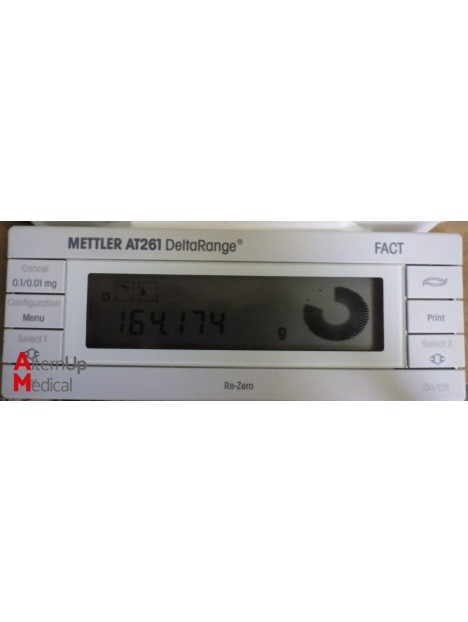 METTLER AT261 DeltaRange®
FACT
Cancel
0.1/0.01 mg
Configuration
Menu
Print
Select 1
Select 2
164.174 g
AlternUp
Medical
Re-Zero
On/Off